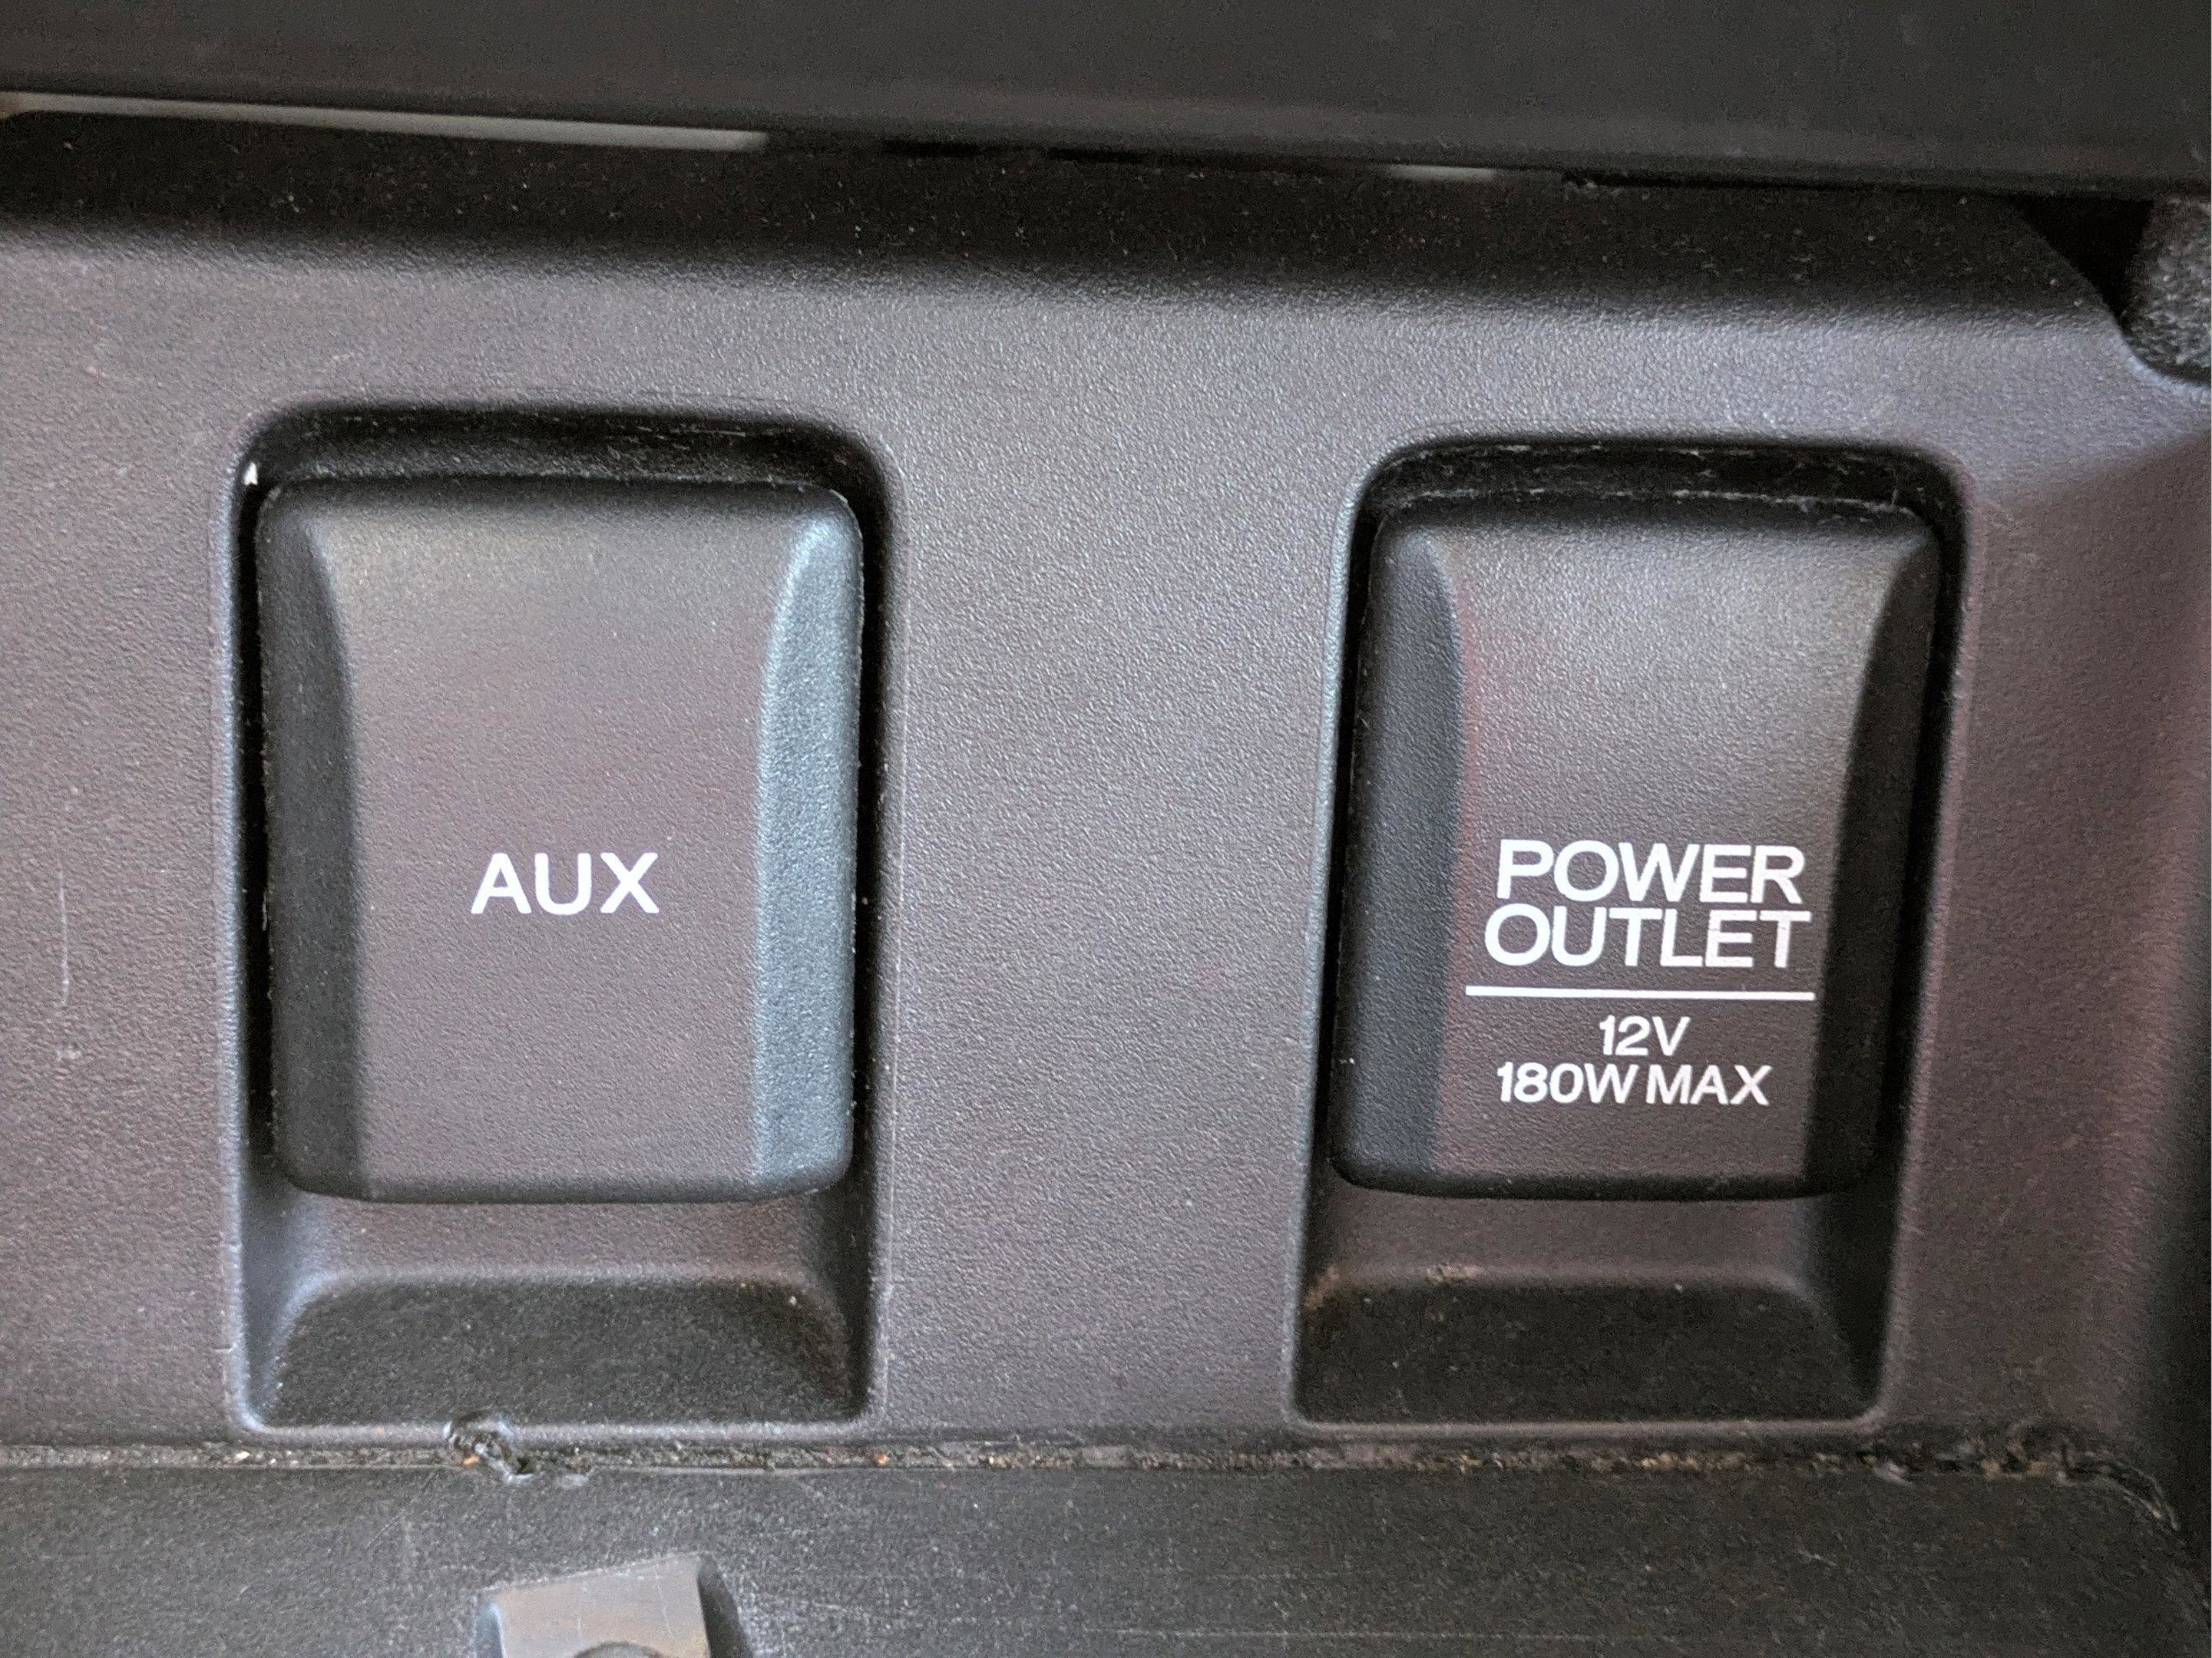 AUX
POWER
OUTLET
12V
180W MAX